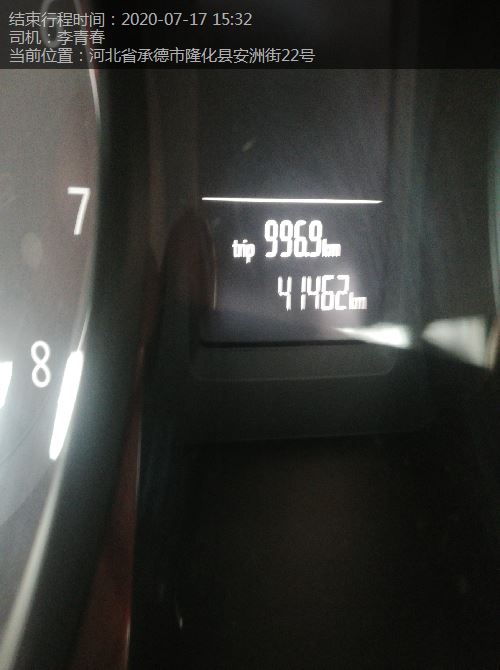 结束行程时间：2020-07-17 15:32
司机：李青春
当前位置：河北省承德市隆化县安洲街22号
7
trip 996.9km
41462km
8